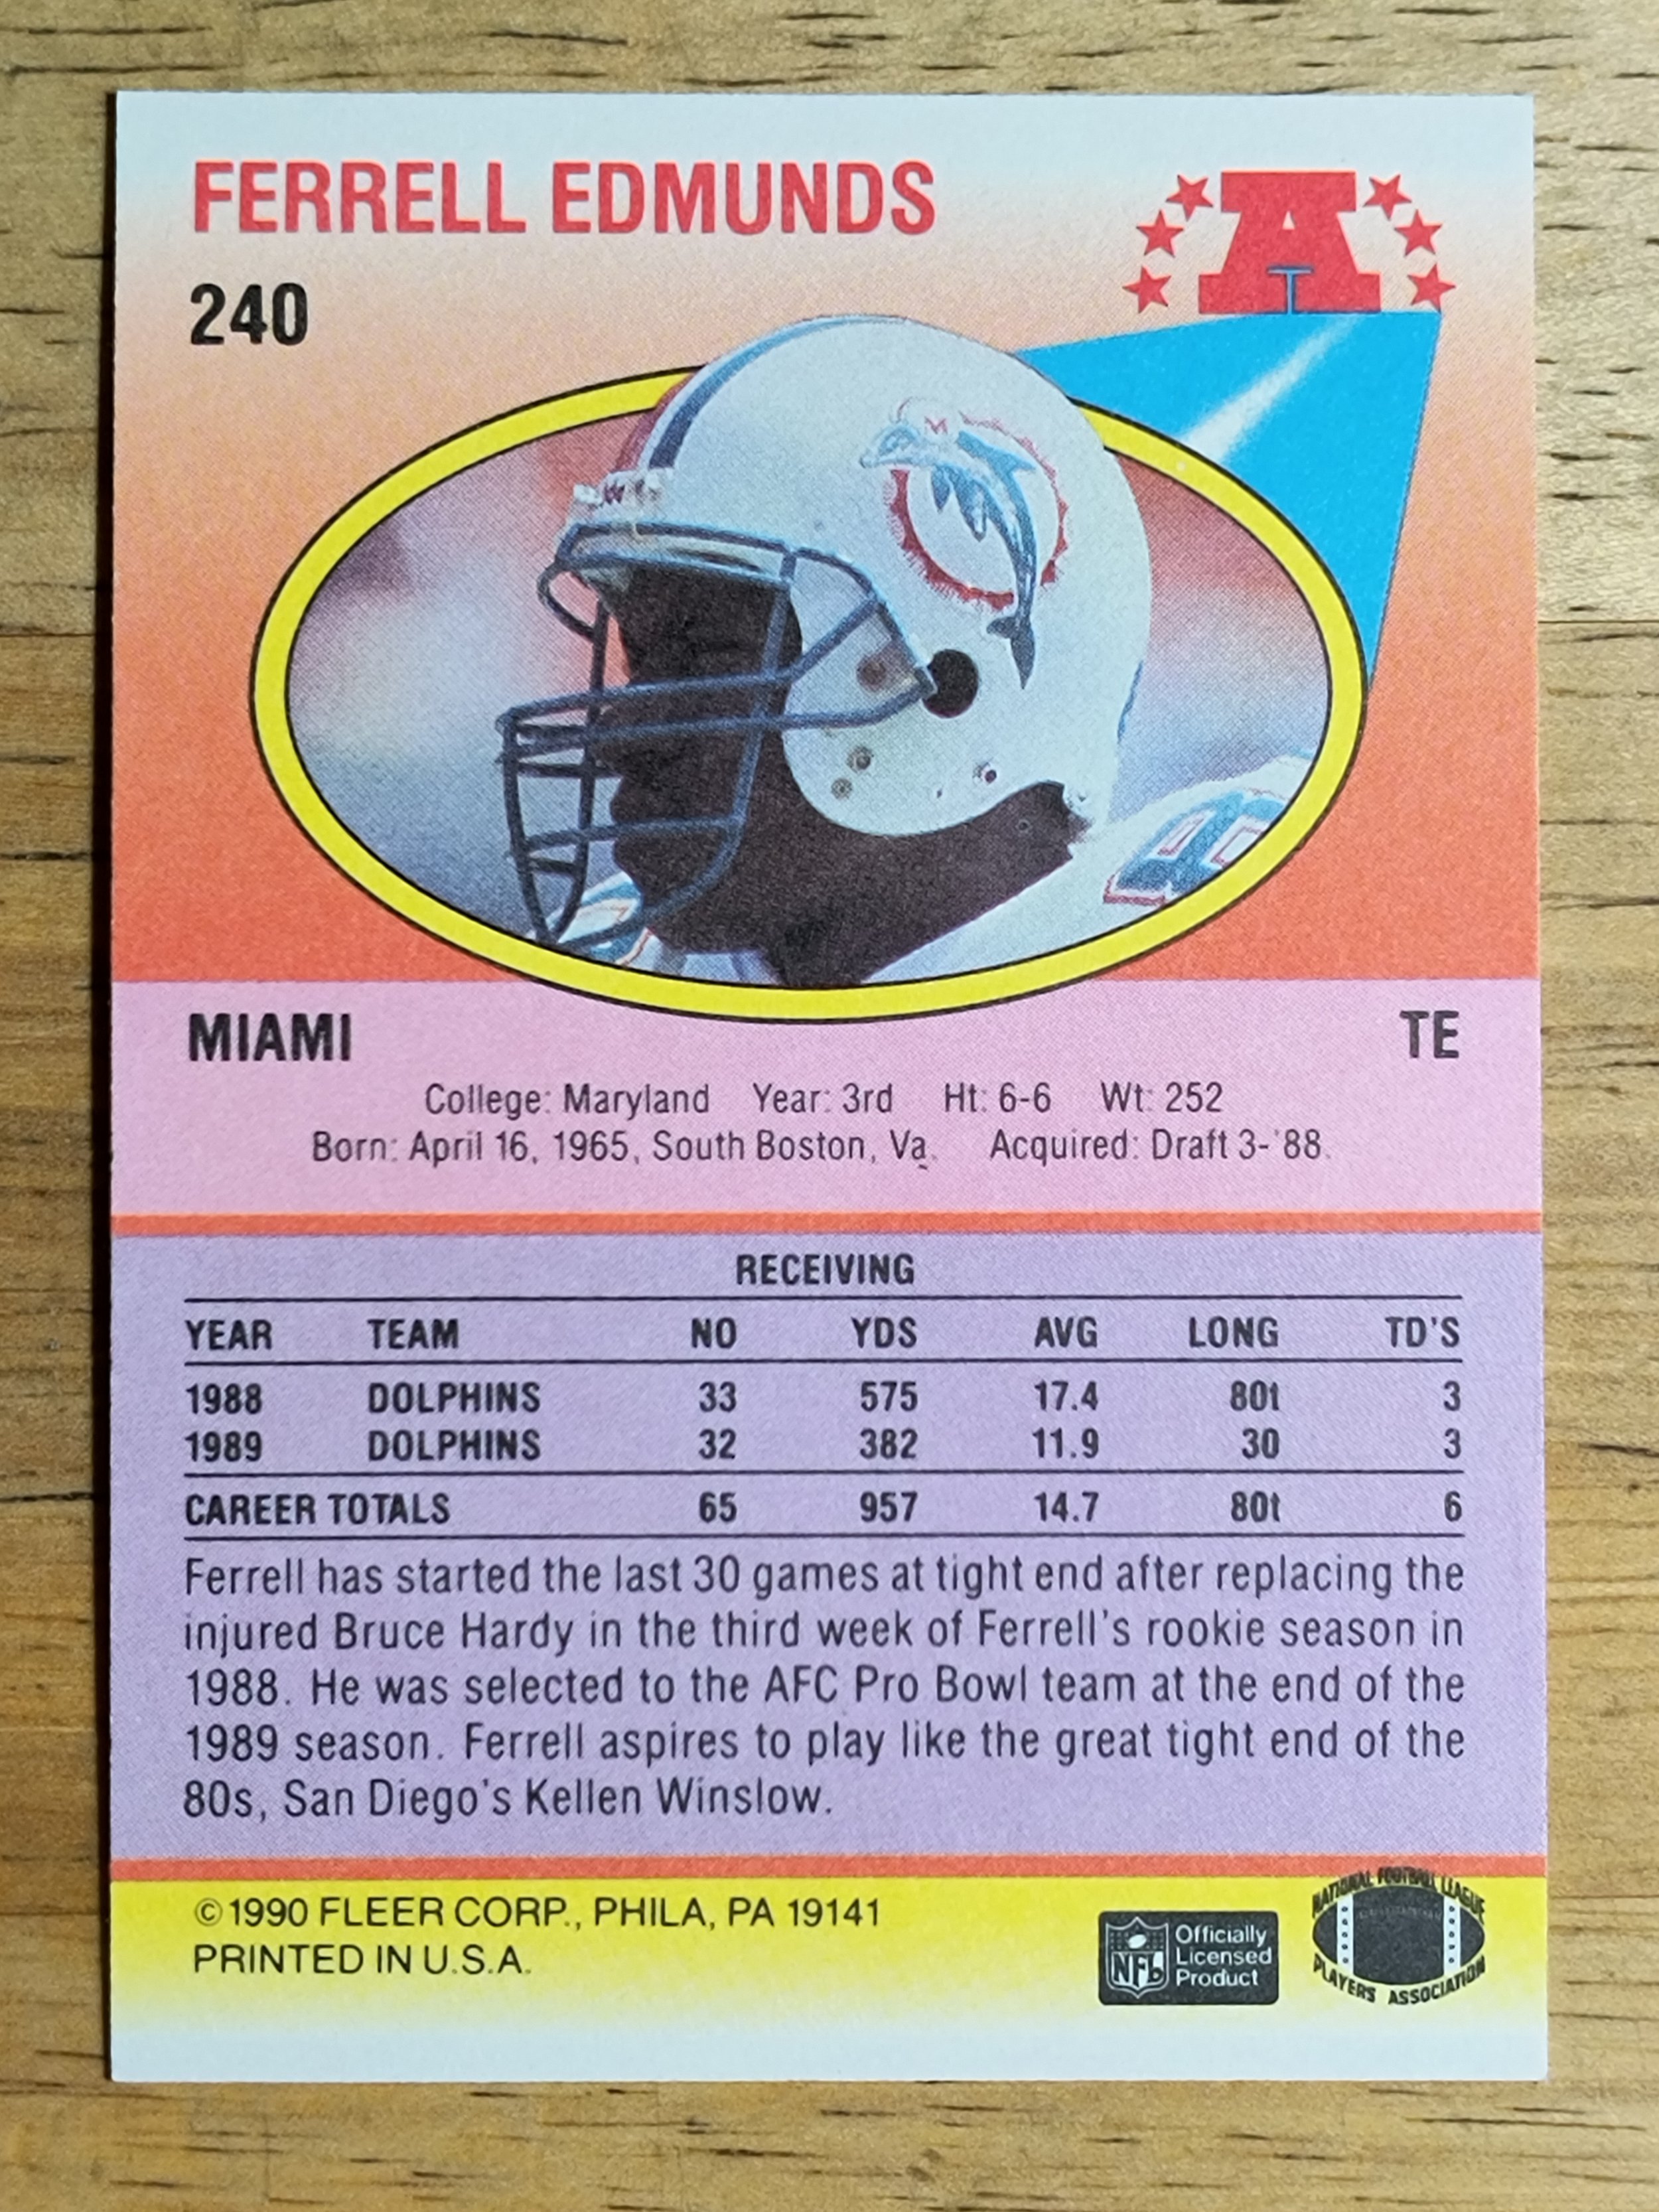 FERRELL EDMUNDS
A
240
M
MIAMI
TE
College: Maryland Year: 3rd Ht: 6-6 Wt: 252
Born: April 16, 1965, South Boston, Va. Acquired: Draft 3-'88.
RECEIVING
YEAR TEAM NO YDS AVG LONG TD'S
1988 DOLPHINS 33 575 17.4 80t 3
1989 DOLPHINS 32 382 11.9 30 3
CAREER TOTALS 65 957 14.7 80t 6
Ferrell has started the last 30 games at tight end after replacing the
injured Bruce Hardy in the third week of Ferrell's rookie season in
1988. He was selected to the AFC Pro Bowl team at the end of the
1989 season. Ferrell aspires to play like the great tight end of the
80s, San Diego's Kellen Winslow.
©1990 FLEER CORP., PHILA, PA 19141
PRINTED IN U.S.A.
NFL
Officially
Licensed
Product
NATIONAL FOOTBALL LEAGUE
PLAYERS ASSOCIATION